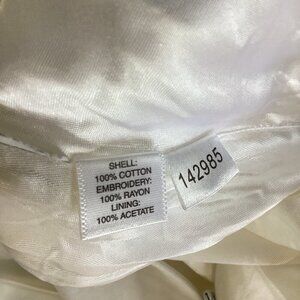 SHELL:
100% COTTON
EMBROIDERY:
100% RAYON
LINING:
100% ACETATE
142985